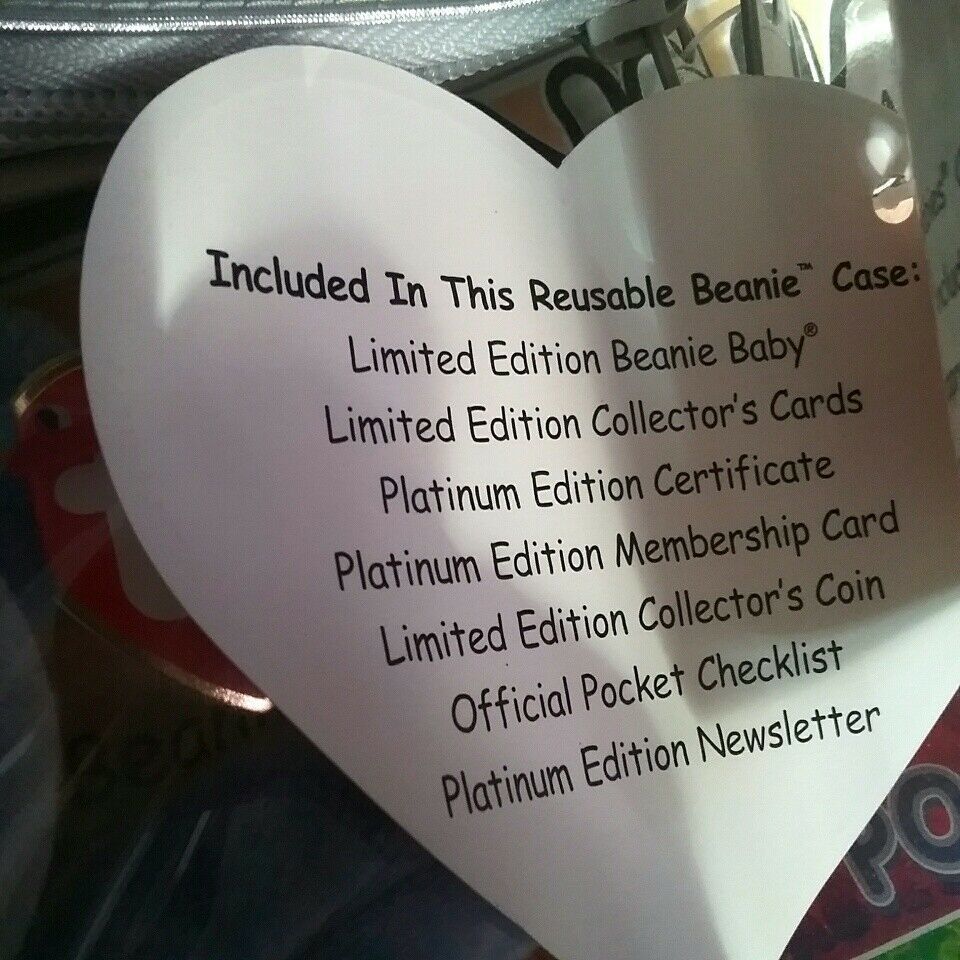 Included In This Reusable Beanie™ Case:
Limited Edition Beanie Baby®
Limited Edition Collector's Cards
Platinum Edition Certificate
Platinum Edition Membership Card
Limited Edition Collector's Coin
Official Pocket Checklist
Platinum Edition Newsletter
PO